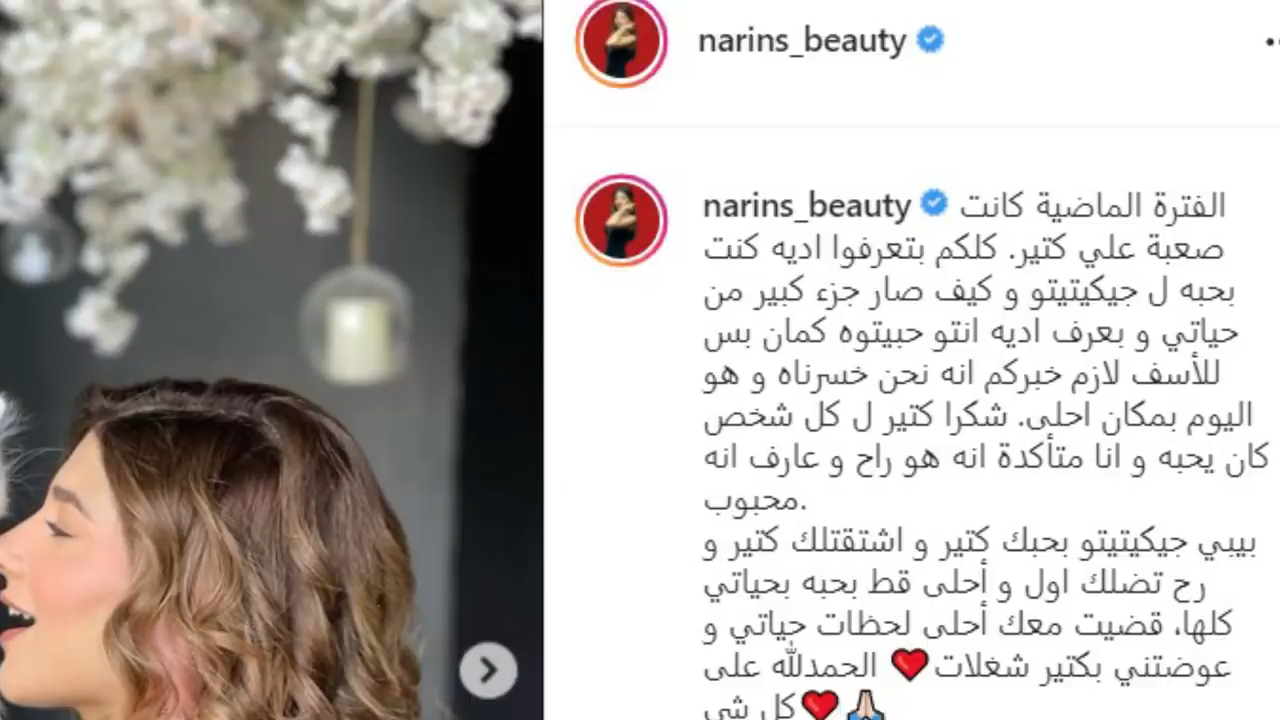 narins_beauty
narins_beauty الفترة الماضية كانت
صعبة علي كتير. كلكم بتعرفوا اديه كنت
بحبه ل جيكيتيتو و كيف صار جزء كبير من
حياتي و بعرف اديه انتو حبيتوه كمان بس
للأسف لازم خبركم انه نحن خسرناه و هو
اليوم بمكان احلى. شكرا كتير ل كل شخص
كان يحبه و انا متأكدة انه هو راح و عارف انه
محبوب.
بيبي جيكيتيتو بحبك كتير و اشتقتلك كتير و
رح تضلك اول و أحلى قط بحبه بحياتي
كلها، قضيت معك أحلى لحظات حياتي و
عوضتني بكتير شغلات❤️ الحمدلله على
كل شي❤️🙏🏻